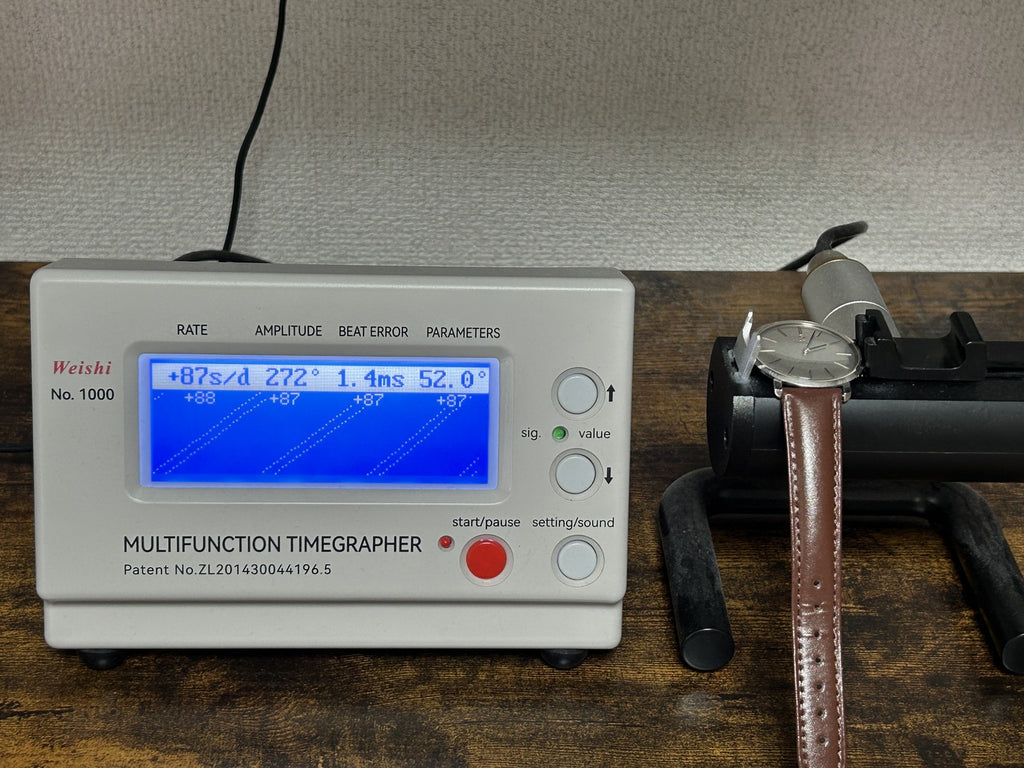 RATE AMPLITUDE BEAT ERROR PARAMETERS
Weishi
No. 1000
+87s/d 272° 1.4ms 52.0°
+88 +87 +87 +87
↑
sig. value
↓
start/pause setting/sound
MULTIFUNCTION TIMEGRAPHER
Patent No.ZL201430044196.5